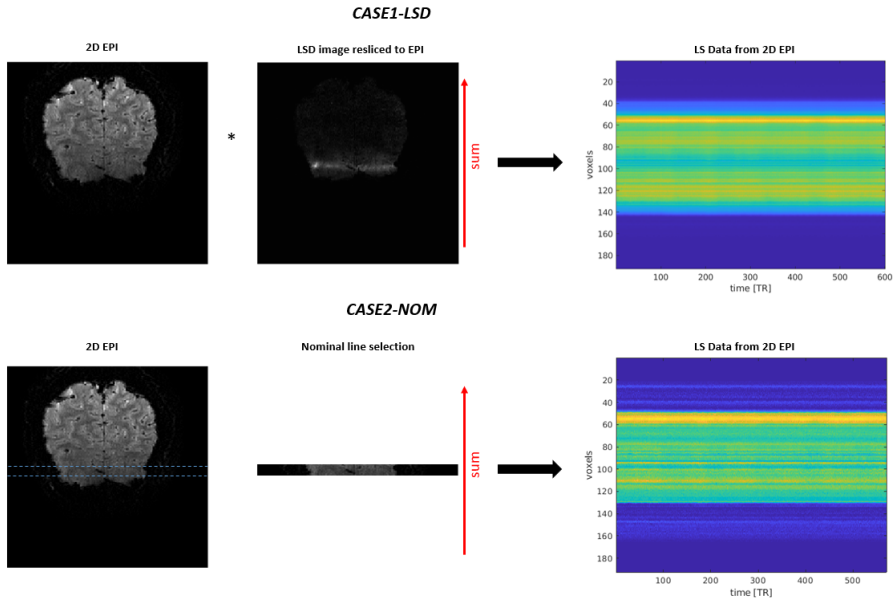 CASE1-LSD
2D EPI
LSD image resliced to EPI
LS Data from 2D EPI
*
sum
voxels
20
40
60
80
100
120
140
160
180
100 200 300 400 500 600
time [TR]
CASE2-NOM
2D EPI
Nominal line selection
LS Data from 2D EPI
sum
voxels
20
40
60
80
100
120
140
160
180
100 200 300 400 500
time [TR]